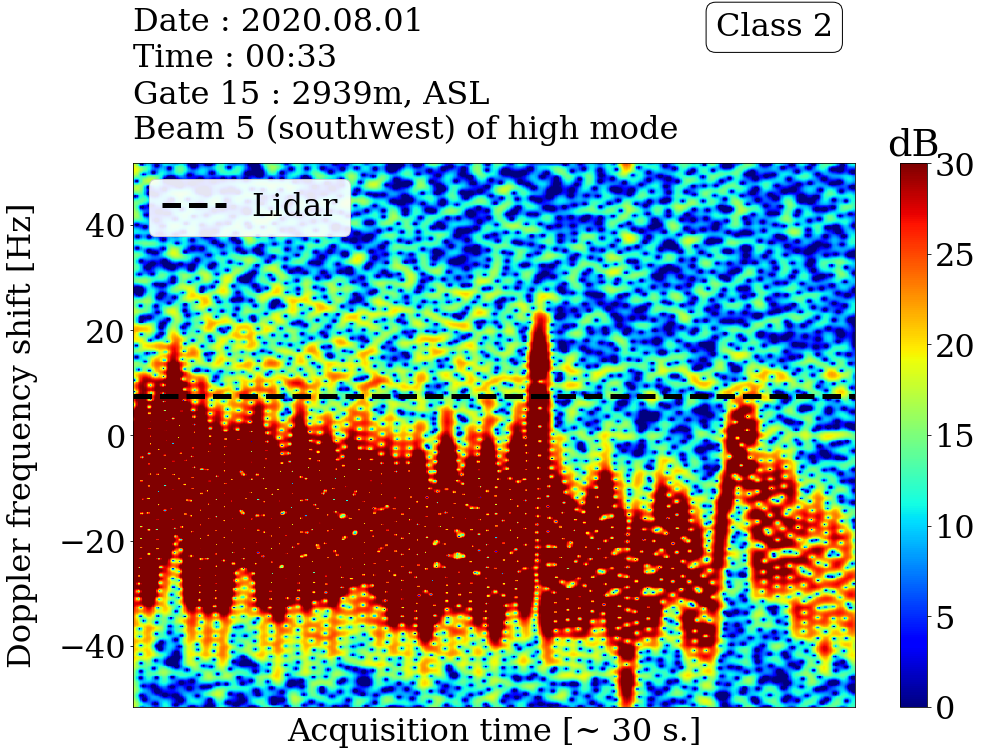 Date : 2020.08.01
Time : 00:33
Gate 15 : 2939m, ASL
Beam 5 (southwest) of high mode
Class 2
dB
Lidar
Doppler frequency shift [Hz]
40
20
0
−20
−40
Acquisition time [~ 30 s.]
30
25
20
15
10
5
0